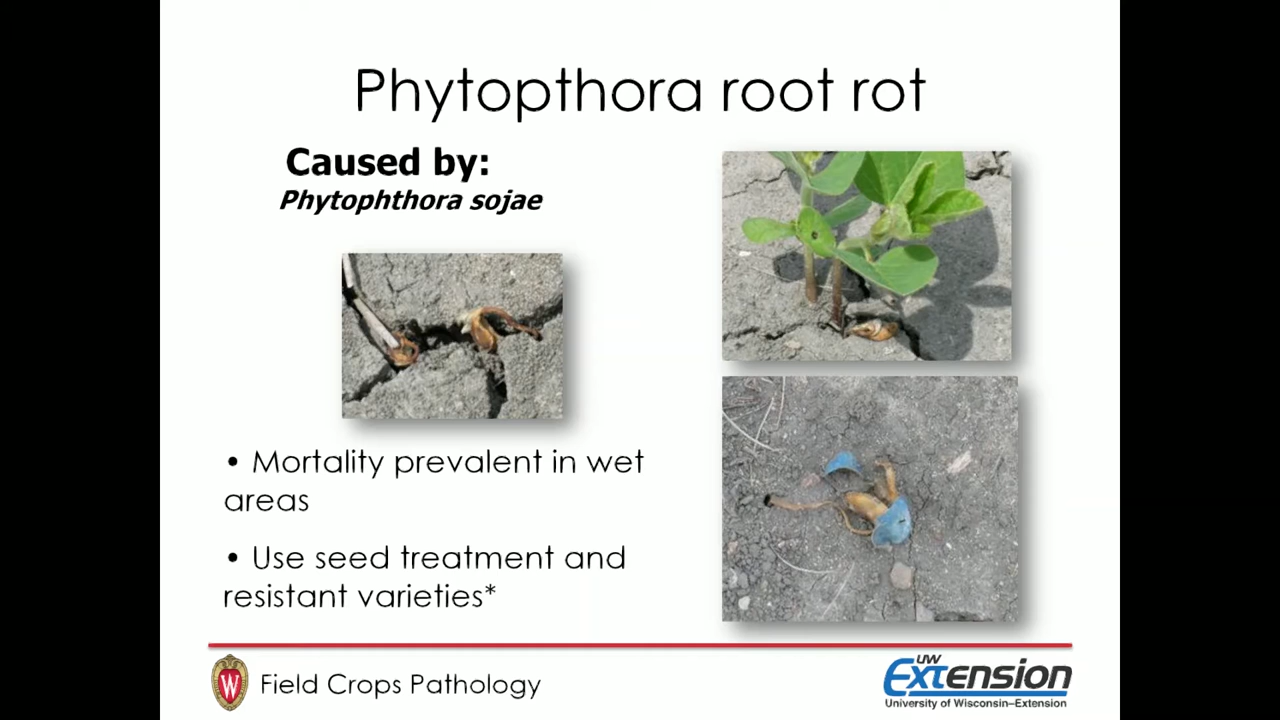 Phytopthora root rot
Caused by:
Phytophthora sojae
• Mortality prevalent in wet
areas
• Use seed treatment and
resistant varieties*
W
Field Crops Pathology
UW
Extension
University of Wisconsin–Extension